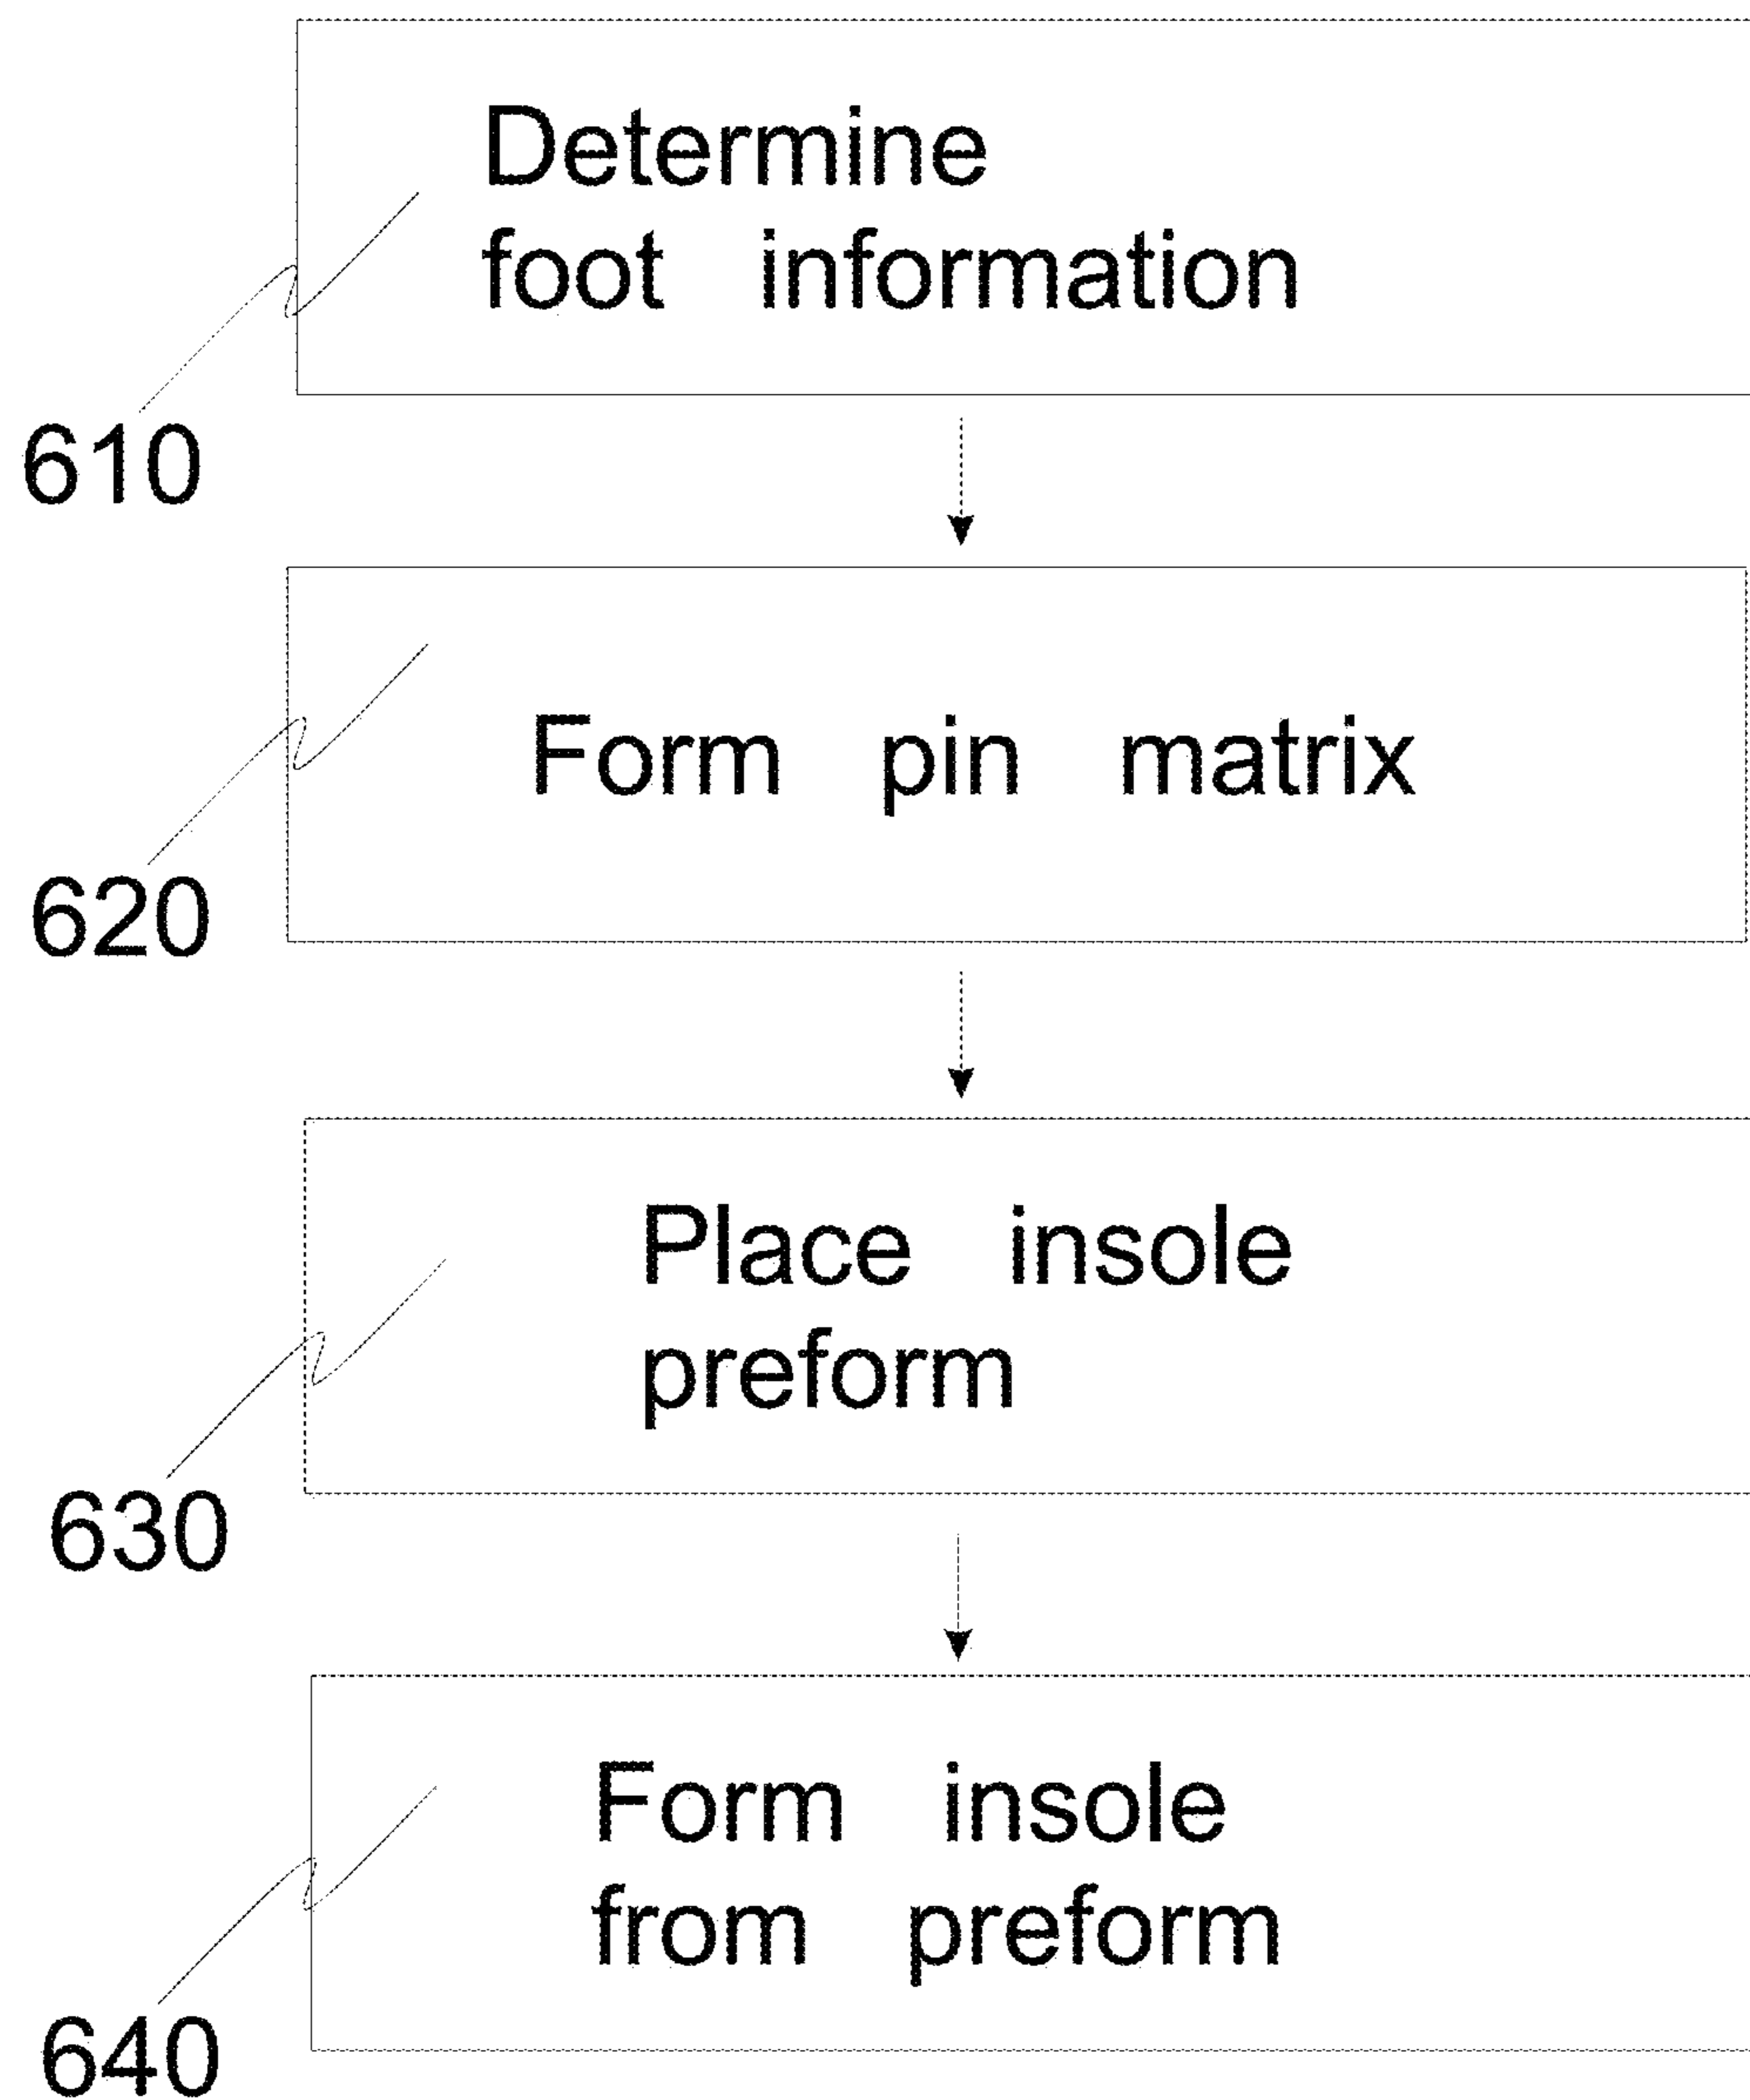 Determine
foot information
610
Form pin matrix
620
Place insole
preform
630
Form insole
from preform
640